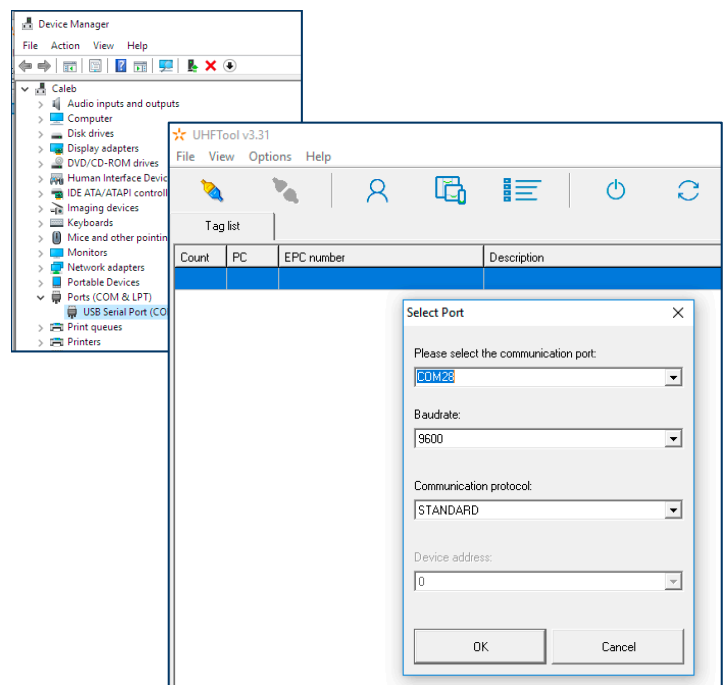 Device Manager
File Action View Help
Caleb
Audio inputs and outputs
Computer
Disk drives
Display adapters
DVD/CD-ROM drives
Human Interface Devic
IDE ATA/ATAPI controll
Imaging devices
Keyboards
Mice and other pointin
Monitors
Network adapters
Portable Devices
Ports (COM & LPT)
USB Serial Port (CO
Print queues
Printers
UHFTool v3.31
File View Options Help
Tag list
Count PC EPC number Description
Select Port
Please select the communication port:
COM28
Baudrate:
9600
Communication protocol:
STANDARD
Device address:
0
OK Cancel